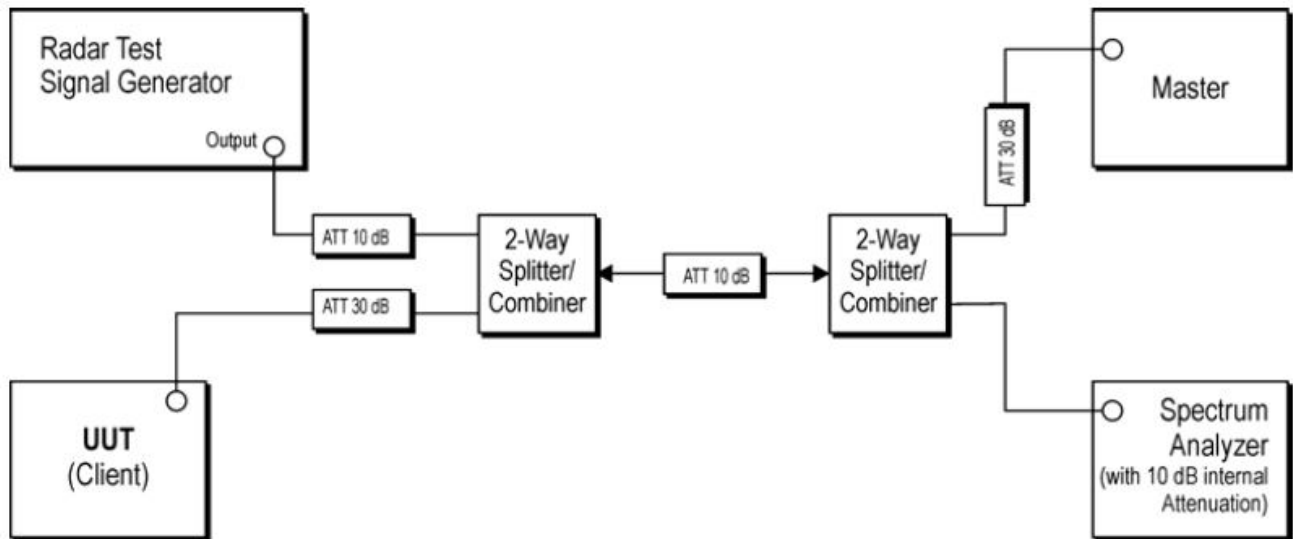 Radar Test
Signal Generator
Output
ATT 10 dB
ATT 30 dB
2-Way
Splitter/
Combiner
ATT 10 dB
2-Way
Splitter/
Combiner
ATT 30 dB
Master
UUT
(Client)
Spectrum
Analyzer
(with 10 dB internal
Attenuation)